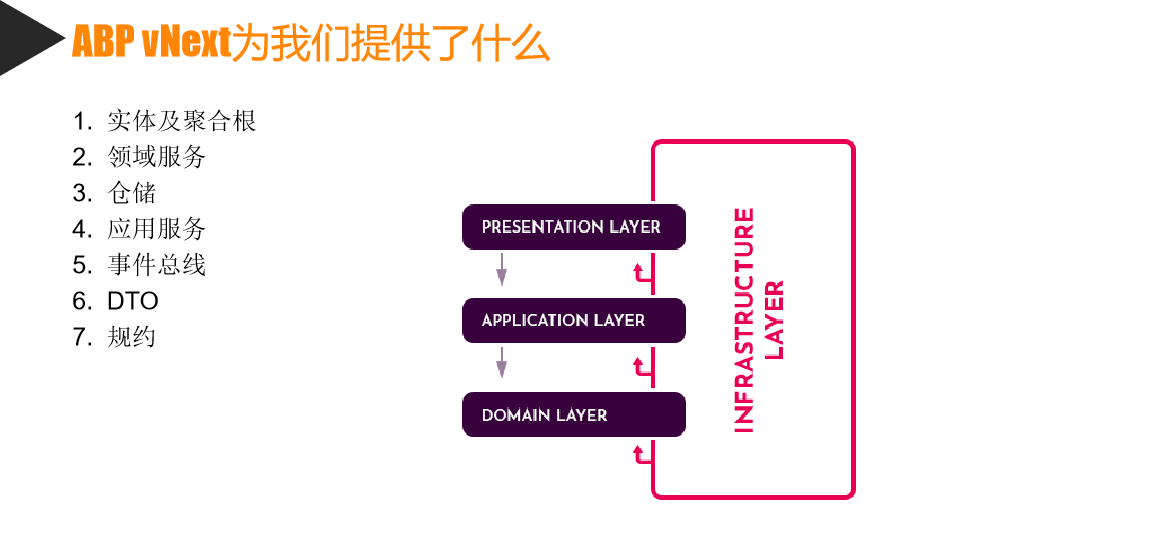 ABP vNext为我们提供了什么
1. 实体及聚合根
2. 领域服务
3. 仓储
4. 应用服务
5. 事件总线
6. DTO
7. 规约
PRESENTATION LAYER
APPLICATION LAYER
DOMAIN LAYER
INFRASTRUCTURE
LAYER